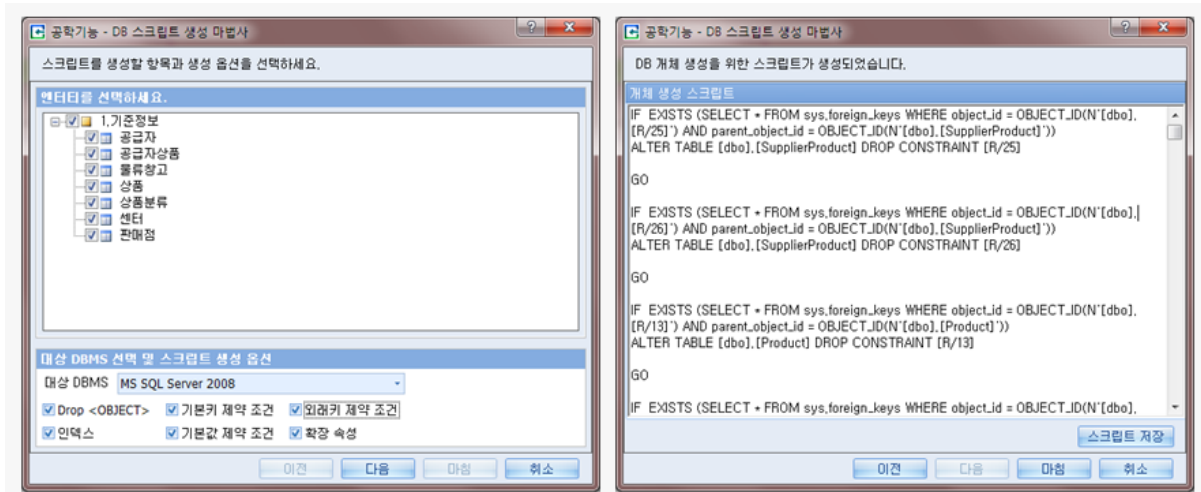 공학기능 - DB 스크립트 생성 마법사
스크립트를 생성할 항목과 생성 옵션을 선택하세요.
엔터티를 선택하세요.
1.기준정보
공급자
공급자상품
물류창고
상품
상품분류
센터
판매점
대상 DBMS 선택 및 스크립트 생성 옵션
대상 DBMS MS SQL Server 2008
Drop <OBJECT> 기본키 제약 조건 외래키 제약 조건
인덱스 기본값 제약 조건 확장 속성
이전 다음 마침 취소
공학기능 - DB 스크립트 생성 마법사
DB 개체 생성을 위한 스크립트가 생성되었습니다.
개체 생성 스크립트
IF EXISTS (SELECT * FROM sys.foreign_keys WHERE object_id = OBJECT_ID(N'[dbo].
[R/25]') AND parent_object_id = OBJECT_ID(N'[dbo].[SupplierProduct]'))
ALTER TABLE [dbo].[SupplierProduct] DROP CONSTRAINT [R/25]
GO
IF EXISTS (SELECT * FROM sys.foreign_keys WHERE object_id = OBJECT_ID(N'[dbo].
[R/26]') AND parent_object_id = OBJECT_ID(N'[dbo].[SupplierProduct]'))
ALTER TABLE [dbo].[SupplierProduct] DROP CONSTRAINT [R/26]
GO
IF EXISTS (SELECT * FROM sys.foreign_keys WHERE object_id = OBJECT_ID(N'[dbo].
[R/13]') AND parent_object_id = OBJECT_ID(N'[dbo].[Product]'))
ALTER TABLE [dbo].[Product] DROP CONSTRAINT [R/13]
GO
IF EXISTS (SELECT * FROM sys.foreign_keys WHERE object_id = OBJECT_ID(N'[dbo].
스크립트 저장
이전 다음 마침 취소